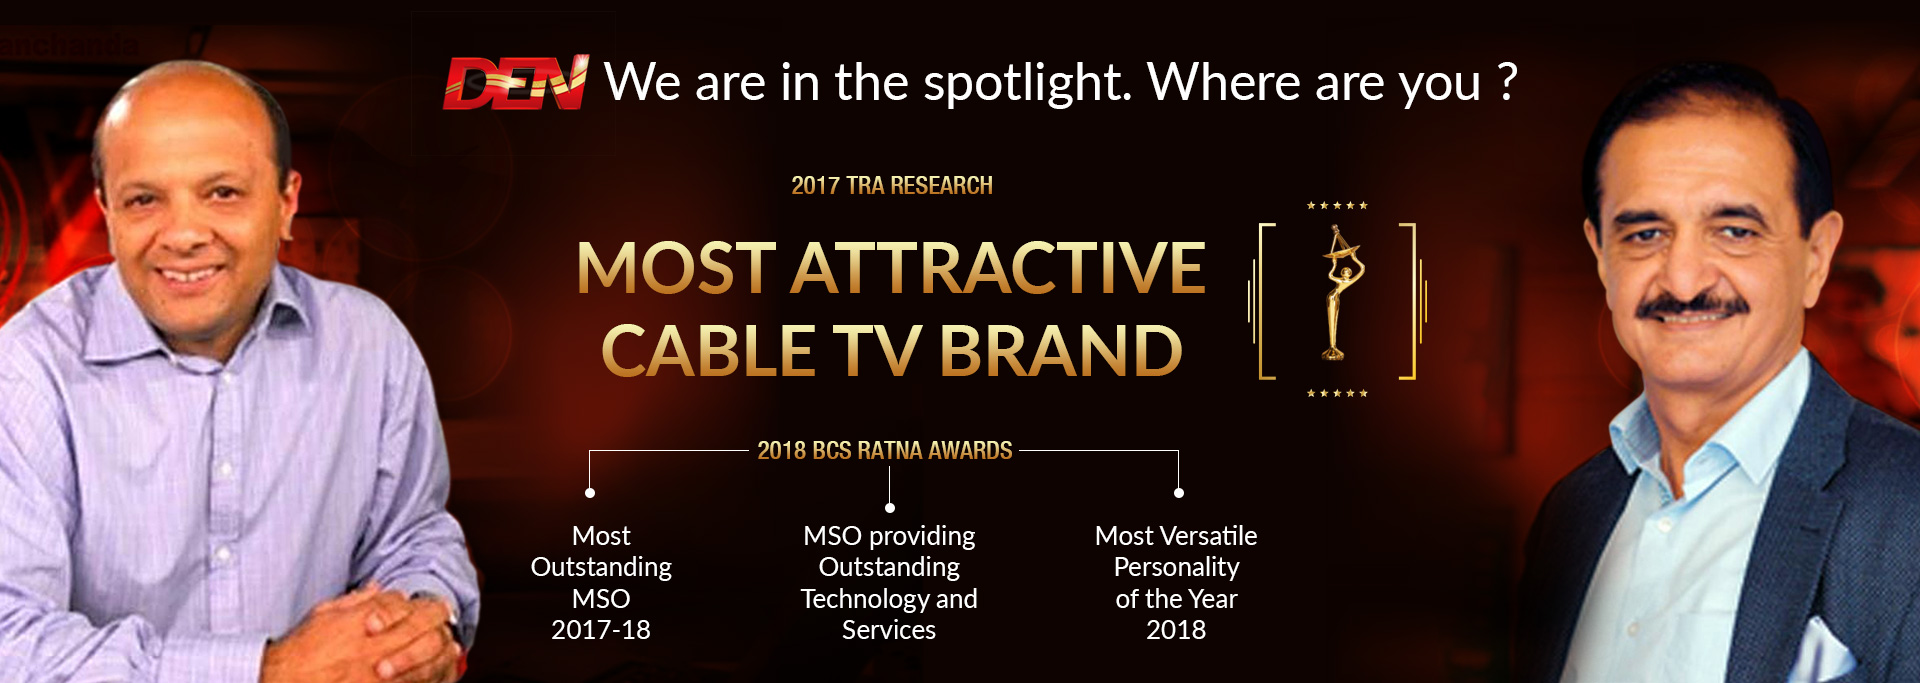 anchanda
DEN We are in the spotlight. Where are you ?
2017 TRA RESEARCH
MOST ATTRACTIVE
CABLE TV BRAND
2018 BCS RATNA AWARDS
Most
Outstanding
MSO
2017-18
MSO providing
Outstanding
Technology and
Services
Most Versatile
Personality
of the Year
2018